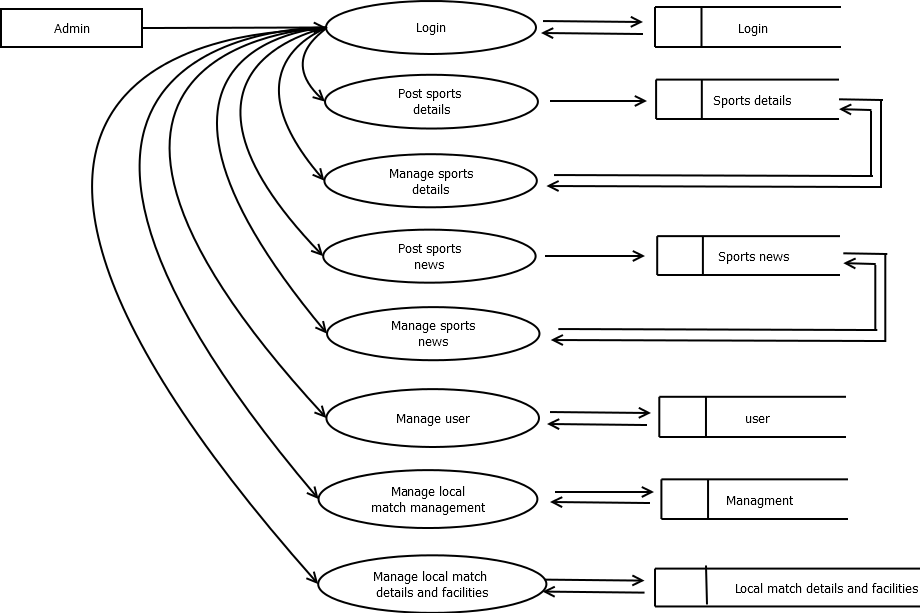 Admin
Login
Login
Post sports
details
Sports details
Manage sports
details
Post sports
news
Sports news
Manage sports
news
Manage user
user
Manage local
match management
Managment
Manage local match
details and facilities
Local match details and facilities